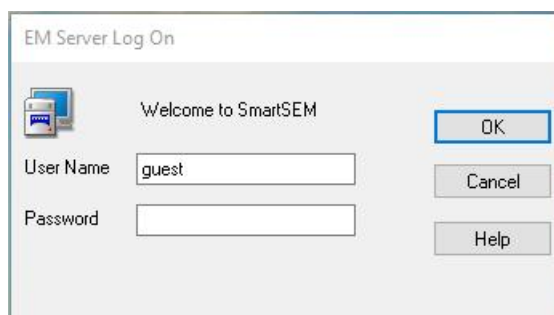 EM Server Log On
Welcome to SmartSEM
OK
User Name guest
Cancel
Password
Help